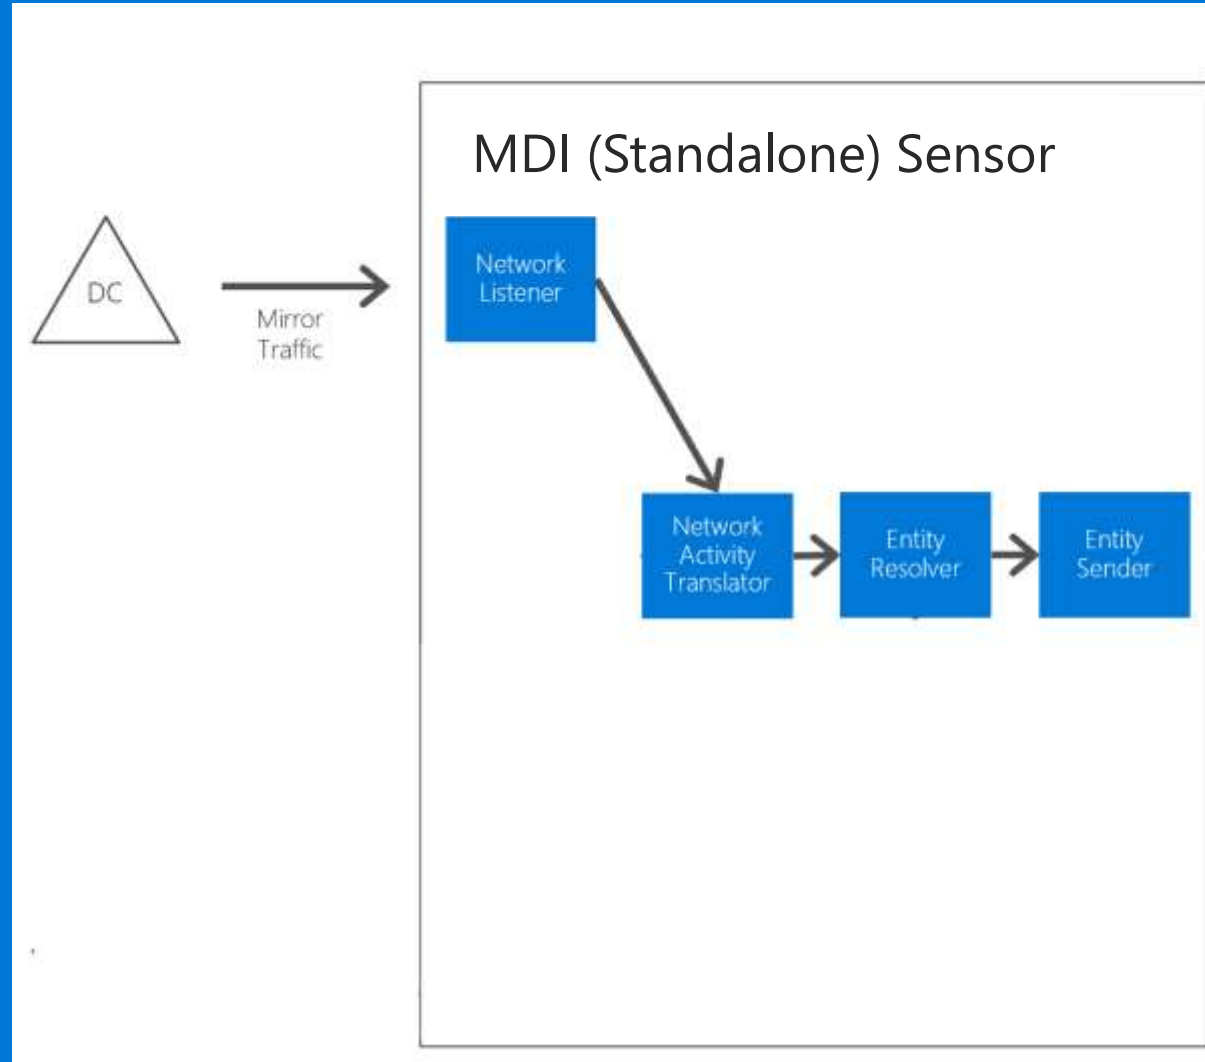 MDI (Standalone) Sensor
DC
Mirror
Traffic
Network
Listener
Network
Activity
Translator
Entity
Resolver
Entity
Sender